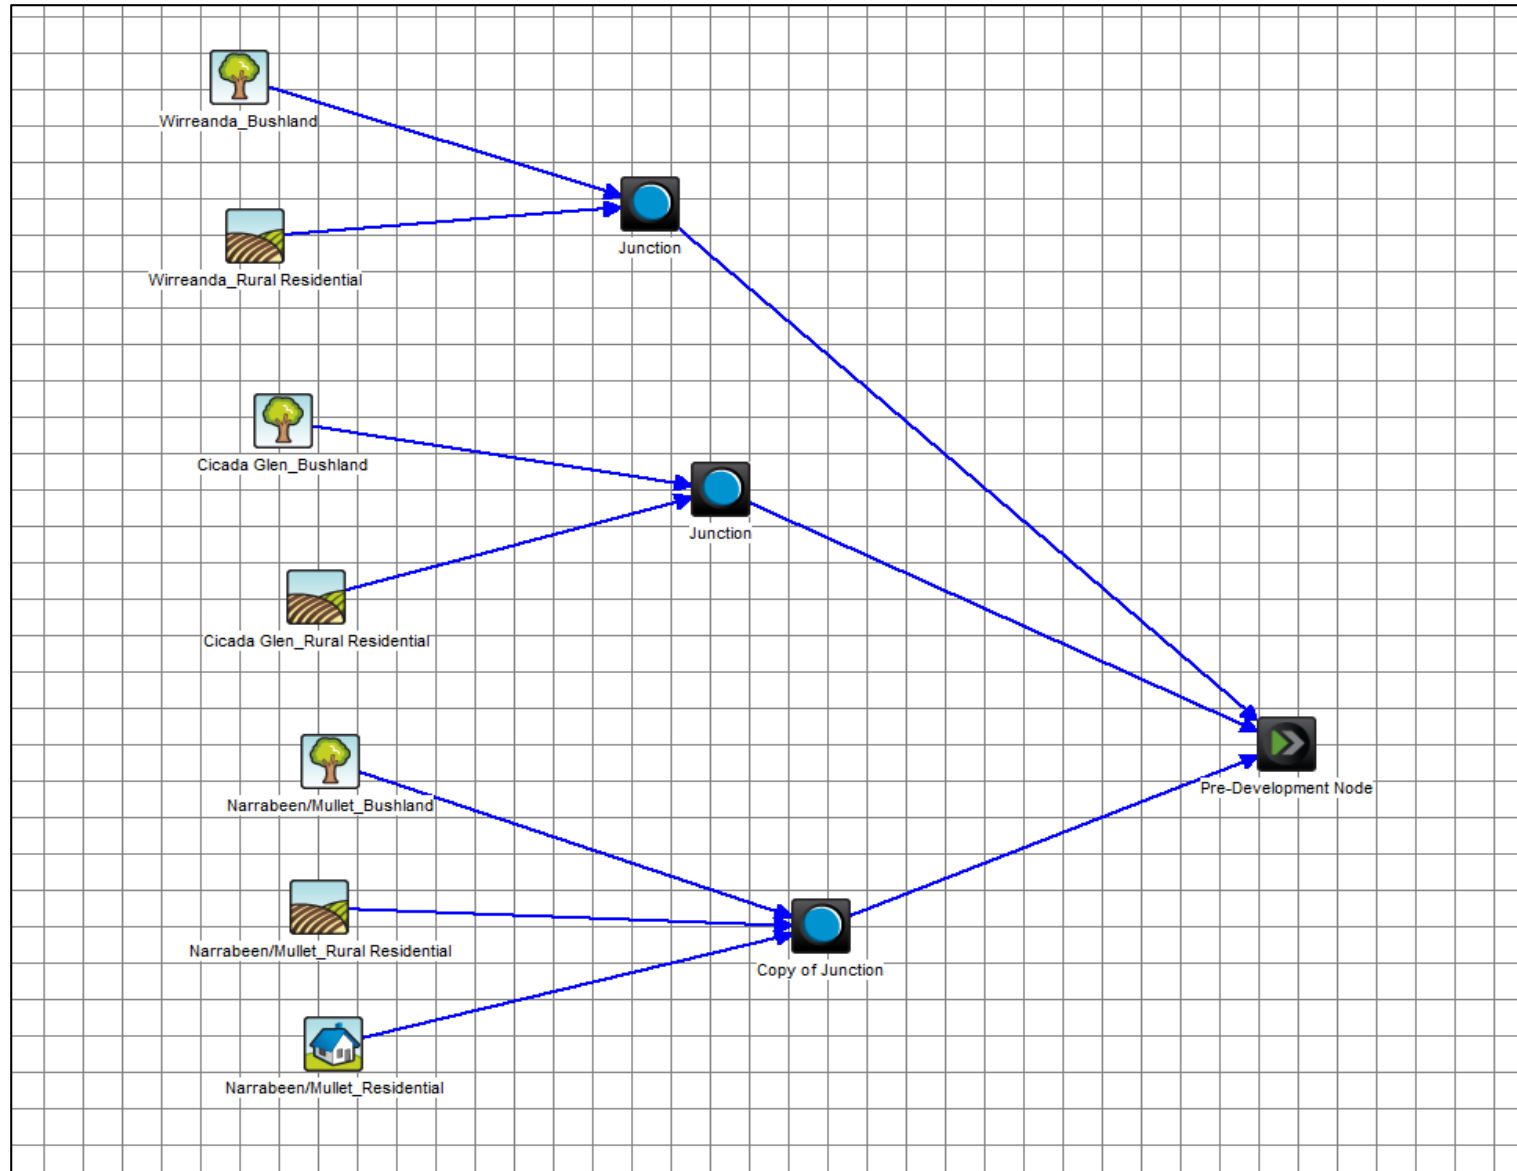 Wirreanda_Bushland
Junction
Wirreanda_Rural Residential
Cicada Glen_Bushland
Junction
Cicada Glen_Rural Residential
Pre-Development Node
Narrabeen/Mullet_Bushland
Narrabeen/Mullet_Rural Residential
Copy of Junction
Narrabeen/Mullet_Residential